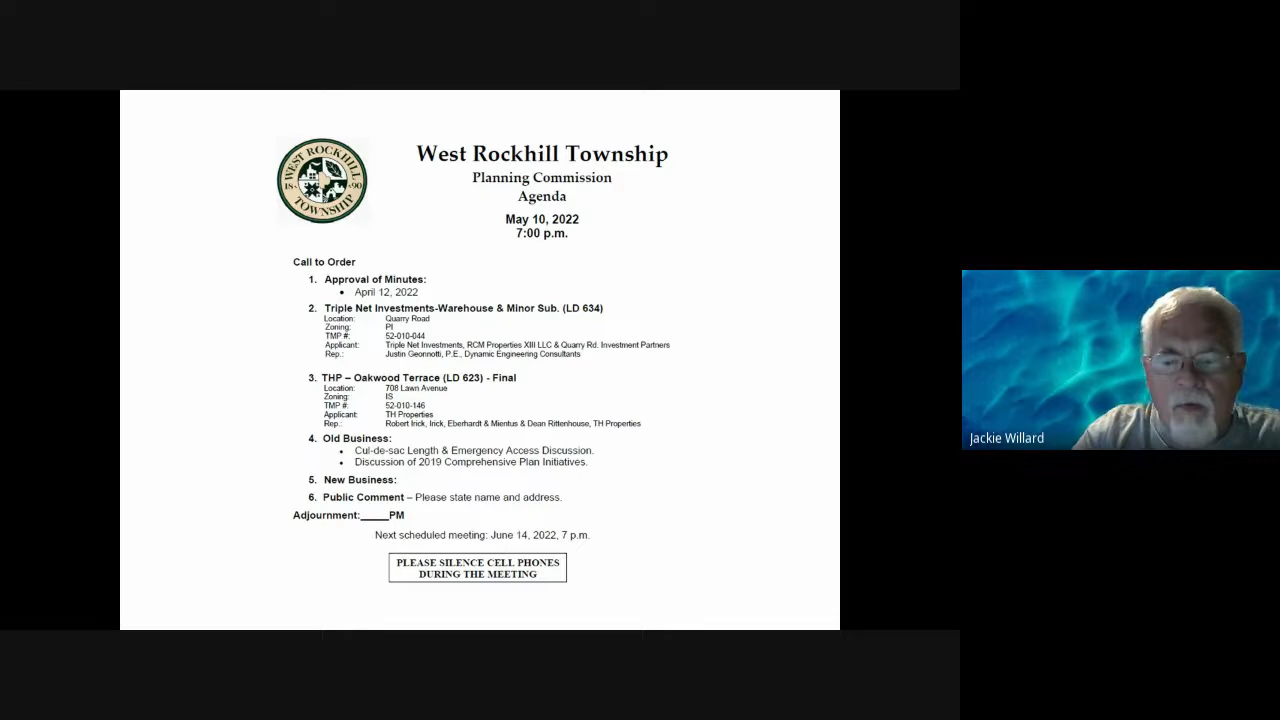 WEST ROCKHILL
18 90
TOWNSHIP
West Rockhill Township
Planning Commission
Agenda
May 10, 2022
7:00 p.m.
Call to Order
1. Approval of Minutes:
• April 12, 2022
2. Triple Net Investments-Warehouse & Minor Sub. (LD 634)
Location: Quarry Road
Zoning: PI
TMP #: 52-010-044
Applicant: Triple Net Investments, RCM Properties XIII LLC & Quarry Rd. Investment Partners
Rep.: Justin Geonnotti, P.E., Dynamic Engineering Consultants
3. THP – Oakwood Terrace (LD 623) - Final
Location: 708 Lawn Avenue
Zoning: IS
TMP #: 52-010-146
Applicant: TH Properties
Rep.: Robert Irick, Irick, Eberhardt & Mientus & Dean Rittenhouse, TH Properties
4. Old Business:
• Cul-de-sac Length & Emergency Access Discussion.
• Discussion of 2019 Comprehensive Plan Initiatives.
5. New Business:
6. Public Comment – Please state name and address.
Adjournment:_____PM
Next scheduled meeting: June 14, 2022, 7 p.m.
PLEASE SILENCE CELL PHONES
DURING THE MEETING
Jackie Willard